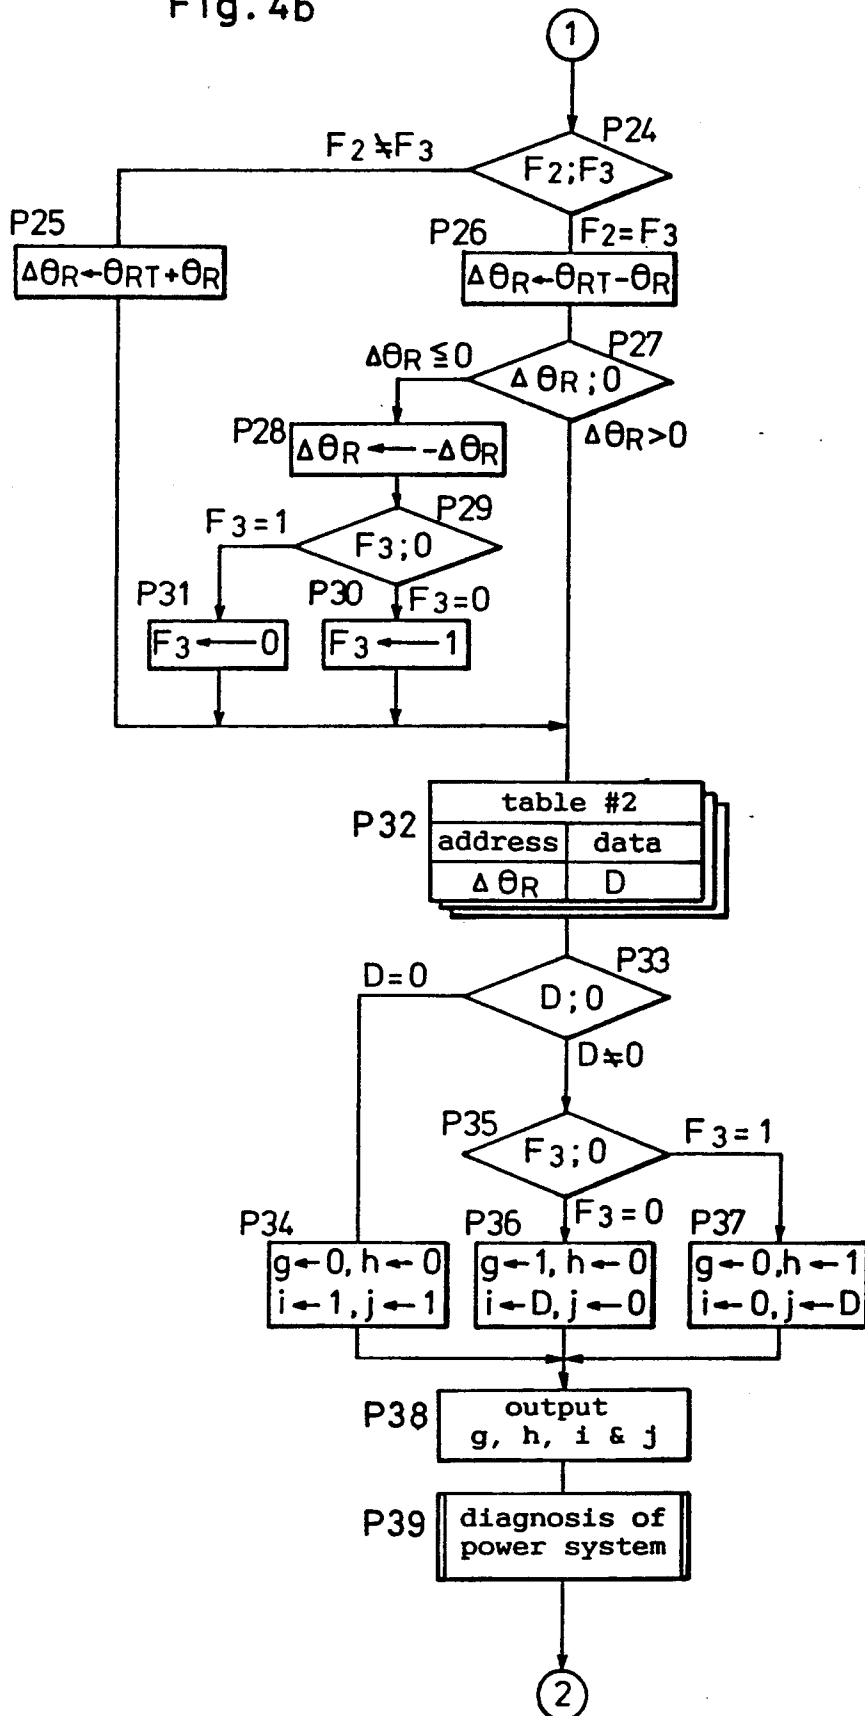 Fig. 4b
1
P24
F2≒F3
F2;F3
P25
P26
F2=F3
ΔθR←θRT+θR
ΔθR←θRT-θR
P27
ΔθR≦0
ΔθR;0
P28
ΔθR>0
ΔθR←-ΔθR
P29
F3=1
F3;0
P31
P30
F3=0
F3←0
F3←1
table #2
P32
address
data
ΔθR
D
P33
D=0
D;0
D≒0
P35
F3=1
F3;0
P34
P36
F3=0
P37
g←0,h←0
i←1,j←1
g←1,h←0
i←D,j←0
g←0,h←1
i←0,j←D
P38
output
g, h, i & j
P39
diagnosis of
power system
2